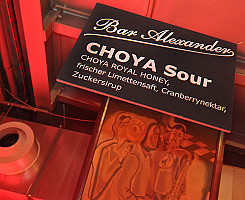 Bar Alexander
CHOYA Sour
CHOYA ROYAL HONEY,
frischer Limettensaft, Cranberrynektar,
Zuckersirup